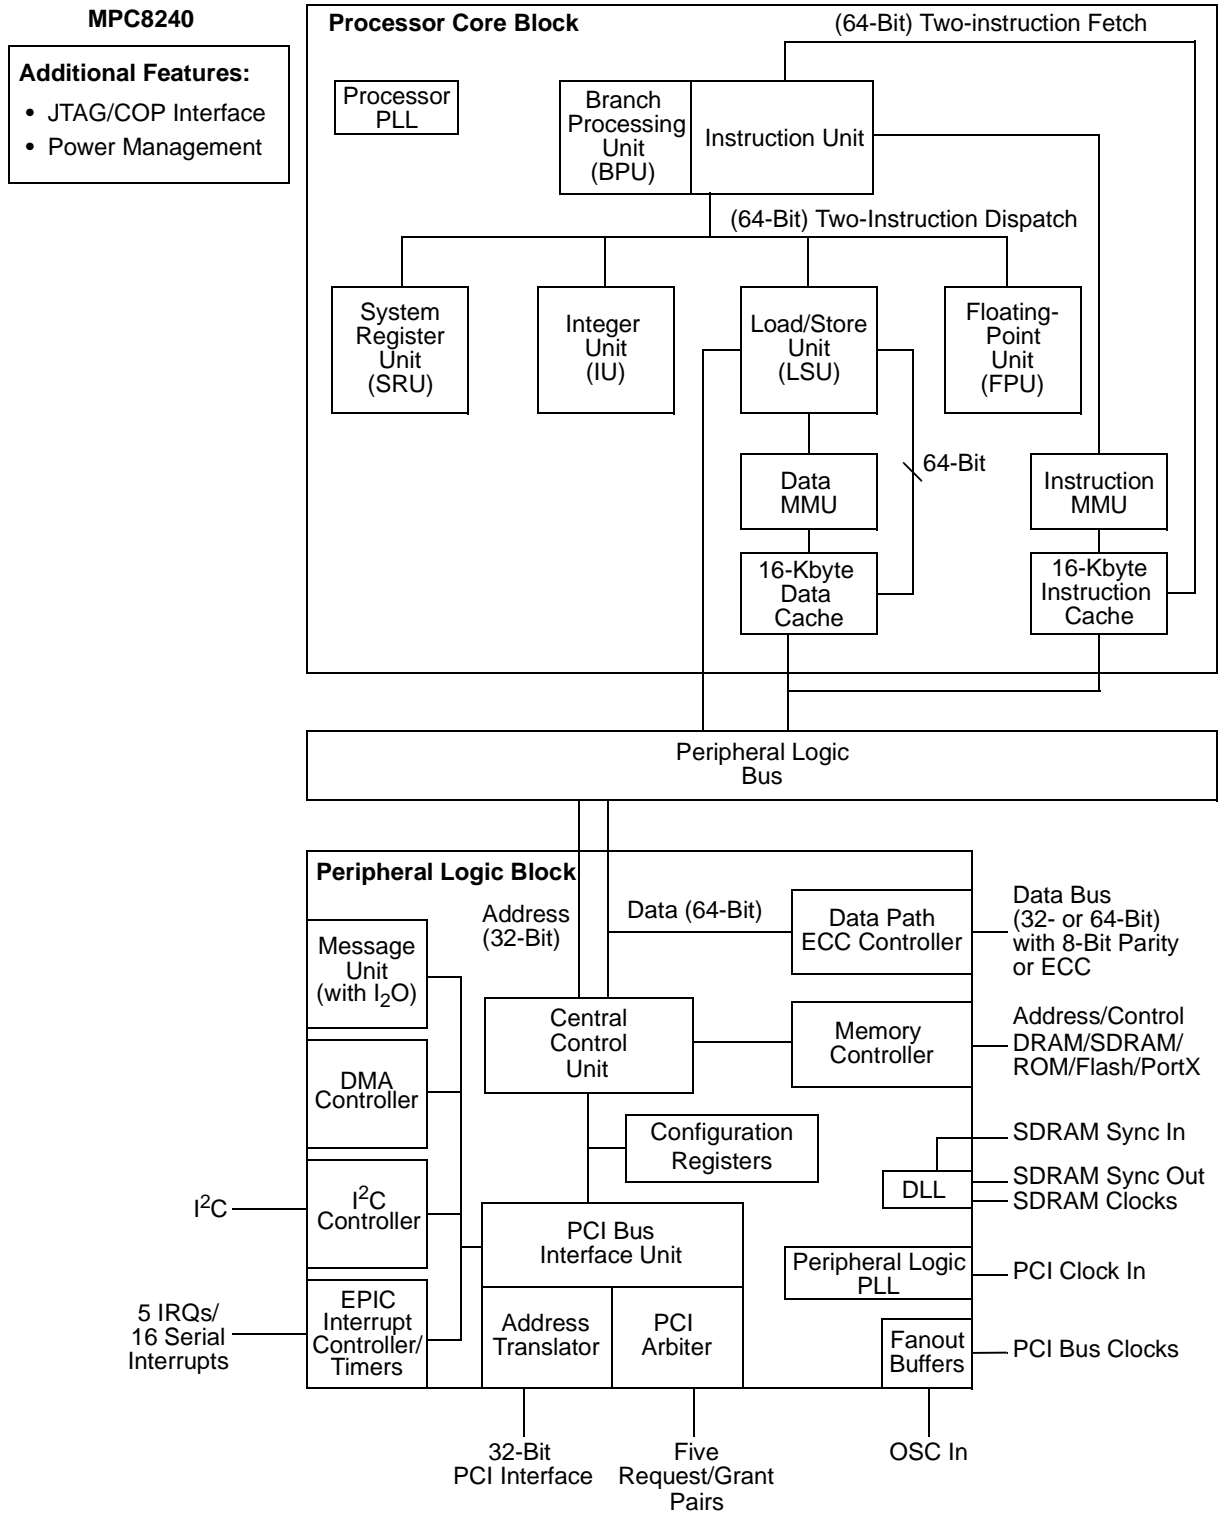 MPC8240
Additional Features:
• JTAG/COP Interface
• Power Management
Processor Core Block
(64-Bit) Two-instruction Fetch
Processor
PLL
Branch
Processing
Unit
(BPU)
Instruction Unit
(64-Bit) Two-Instruction Dispatch
System
Register
Unit
(SRU)
Integer
Unit
(IU)
Load/Store
Unit
(LSU)
Floating-
Point
Unit
(FPU)
64-Bit
Data
MMU
Instruction
MMU
16-Kbyte
Data
Cache
16-Kbyte
Instruction
Cache
Peripheral Logic
Bus
Peripheral Logic Block
Address
(32-Bit)
Data (64-Bit)
Data Path
ECC Controller
Data Bus
(32- or 64-Bit)
with 8-Bit Parity
or ECC
Message
Unit
(with I2O)
Central
Control
Unit
Memory
Controller
Address/Control
DRAM/SDRAM/
ROM/Flash/PortX
DMA
Controller
Configuration
Registers
SDRAM Sync In
DLL
SDRAM Sync Out
SDRAM Clocks
I2C
I2C
Controller
PCI Bus
Interface Unit
Peripheral Logic
PLL
PCI Clock In
5 IRQs/
16 Serial
Interrupts
EPIC
Interrupt
Controller/
Timers
Address
Translator
PCI
Arbiter
Fanout
Buffers
PCI Bus Clocks
32-Bit
PCI Interface
Five
Request/Grant
Pairs
OSC In